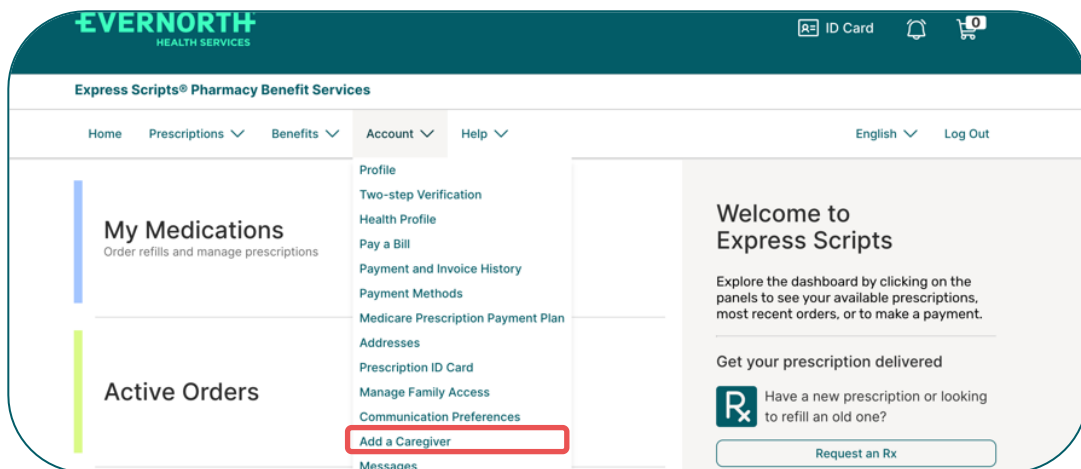 EVERNORTH
HEALTH SERVICES
ID Card
0
Express Scripts® Pharmacy Benefit Services
Home Prescriptions Benefits Account Help English Log Out
Profile
Two-step Verification
Health Profile
Pay a Bill
Payment and Invoice History
Payment Methods
Medicare Prescription Payment Plan
Addresses
Prescription ID Card
Manage Family Access
Communication Preferences
Add a Caregiver
Messages
My Medications
Order refills and manage prescriptions
Active Orders
Welcome to
Express Scripts
Explore the dashboard by clicking on the
panels to see your available prescriptions,
most recent orders, or to make a payment.
Get your prescription delivered
Rx
Have a new prescription or looking
to refill an old one?
Request an Rx